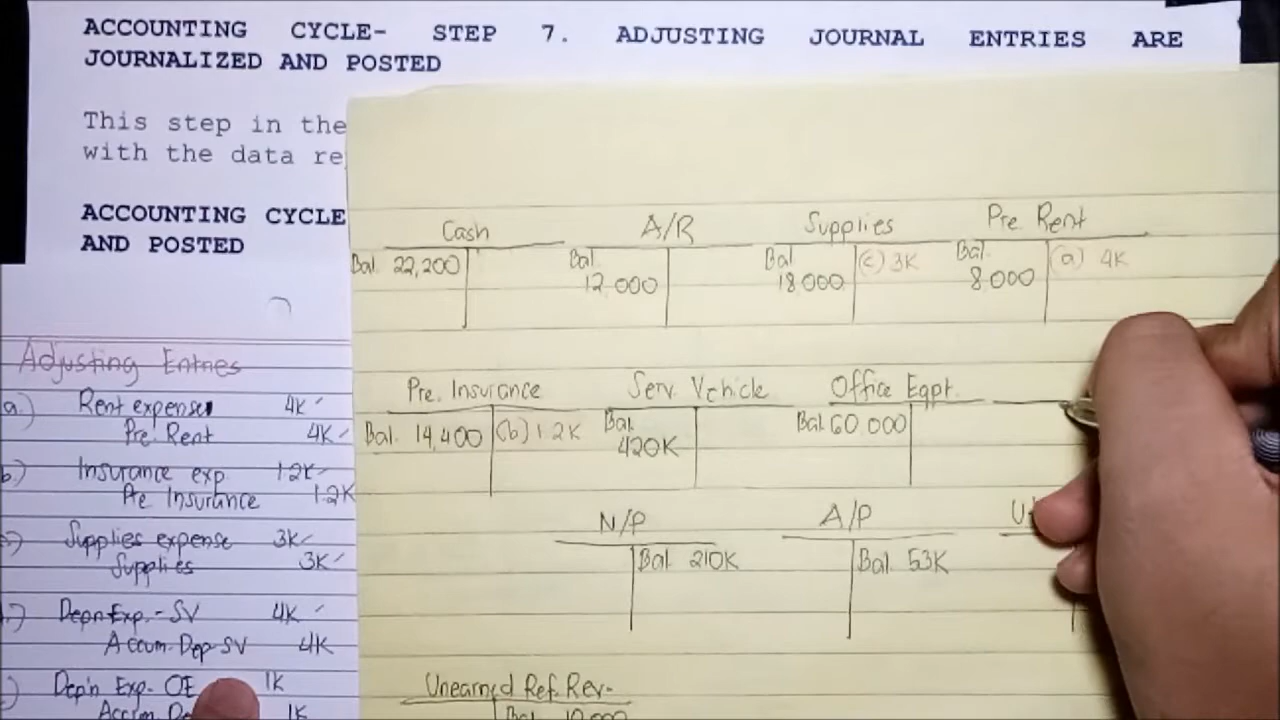 ACCOUNTING CYCLE- STEP 7. ADJUSTING JOURNAL ENTRIES ARE
JOURNALIZED AND POSTED
This step in the
with the data re
ACCOUNTING CYCLE
AND POSTED
Adjusting Entries
a.) Rent expense 4K
Pre. Rent 4K
b.) Insurance exp 1.2K
Pre Insurance 1.2K
Supplies expense 3K
Supplies 3K
Dep'n Exp.- SV 4K
Accum. Dep SV 4K
Dep'n Exp- OE 1K
Accum. De 1K
Cash A/R Supplies Pre Rent
Bal. 22,200 Bal. Bal (c) 3K Bal. (a) 4K
12,000 18,000 8,000
Pre. Insurance Serv. Vehicle Office Eqpt.
Bal. 14,400 (b) 1.2K Bal. Bal. 60,000
420K
N/P A/P U
Bal. 210K Bal. 53K
Unearned Ref. Rev-
Bal. 10,000